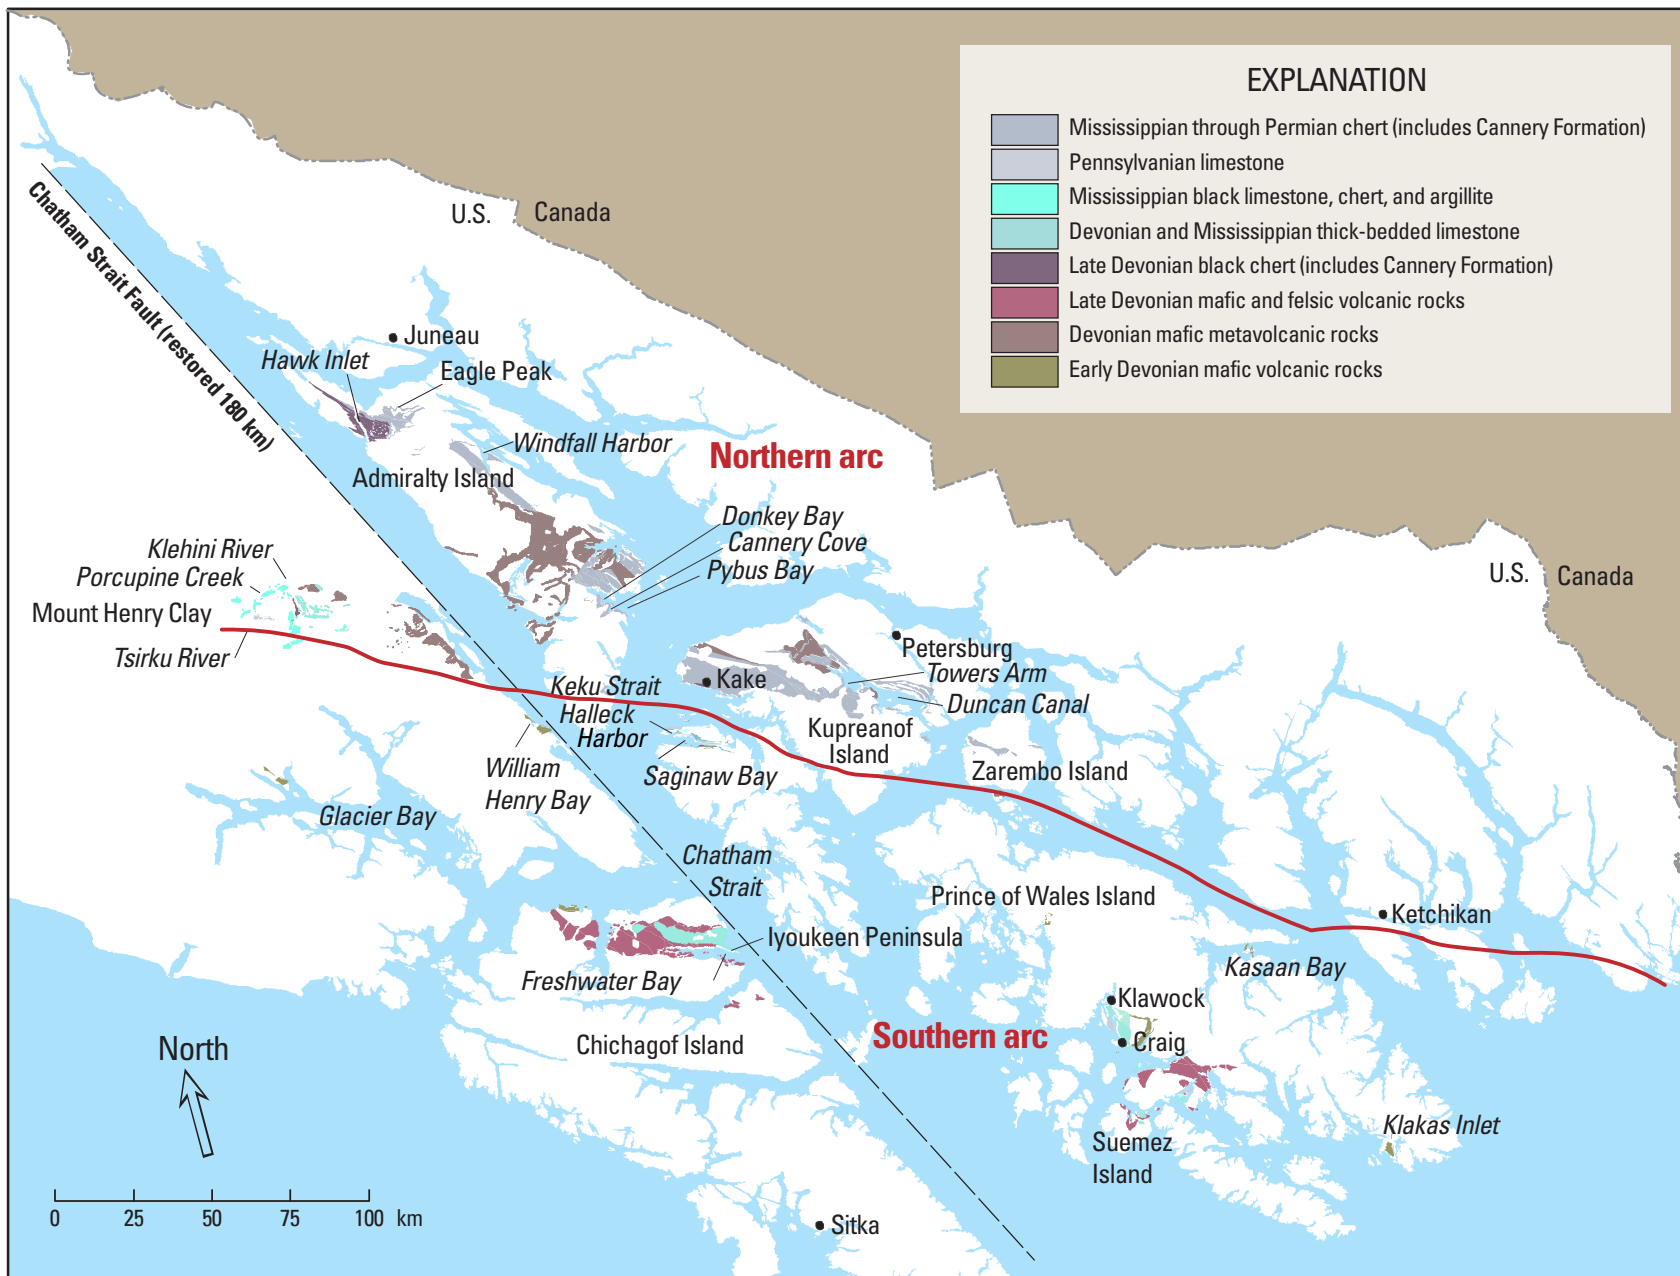 EXPLANATION
Mississippian through Permian chert (includes Cannery Formation)
Pennsylvanian limestone
Mississippian black limestone, chert, and argillite
Devonian and Mississippian thick-bedded limestone
Late Devonian black chert (includes Cannery Formation)
Late Devonian mafic and felsic volcanic rocks
Devonian mafic metavolcanic rocks
Early Devonian mafic volcanic rocks
U.S.
Canada
Chatham Strait Fault (restored 180 km)
Juneau
Hawk Inlet
Eagle Peak
Windfall Harbor
Northern arc
Admiralty Island
Donkey Bay
Cannery Cove
Pybus Bay
Klehini River
Porcupine Creek
Mount Henry Clay
Tsirku River
U.S.
Canada
Petersburg
Towers Arm
Duncan Canal
Kake
Keku Strait
Halleck
Harbor
Kupreanof
Island
Saginaw Bay
Zarembo Island
William
Henry Bay
Glacier Bay
Chatham
Strait
Prince of Wales Island
Ketchikan
Iyoukeen Peninsula
Freshwater Bay
Kasaan Bay
Klawock
Craig
Southern arc
Chichagof Island
Suemez
Island
Klakas Inlet
Sitka
North
0 25 50 75 100 km